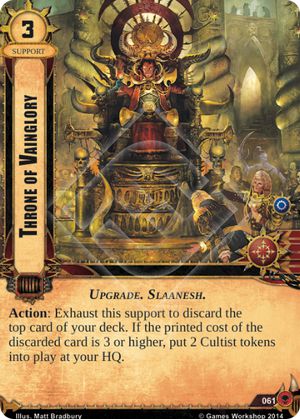 3
SUPPORT
THRONE OF VAINGLORY
UPGRADE. SLAANESH.
Action: Exhaust this support to discard the
top card of your deck. If the printed cost of the
discarded card is 3 or higher, put 2 Cultist tokens
into play at your HQ.
061
Illus. Matt Bradbury
© Games Workshop 2014